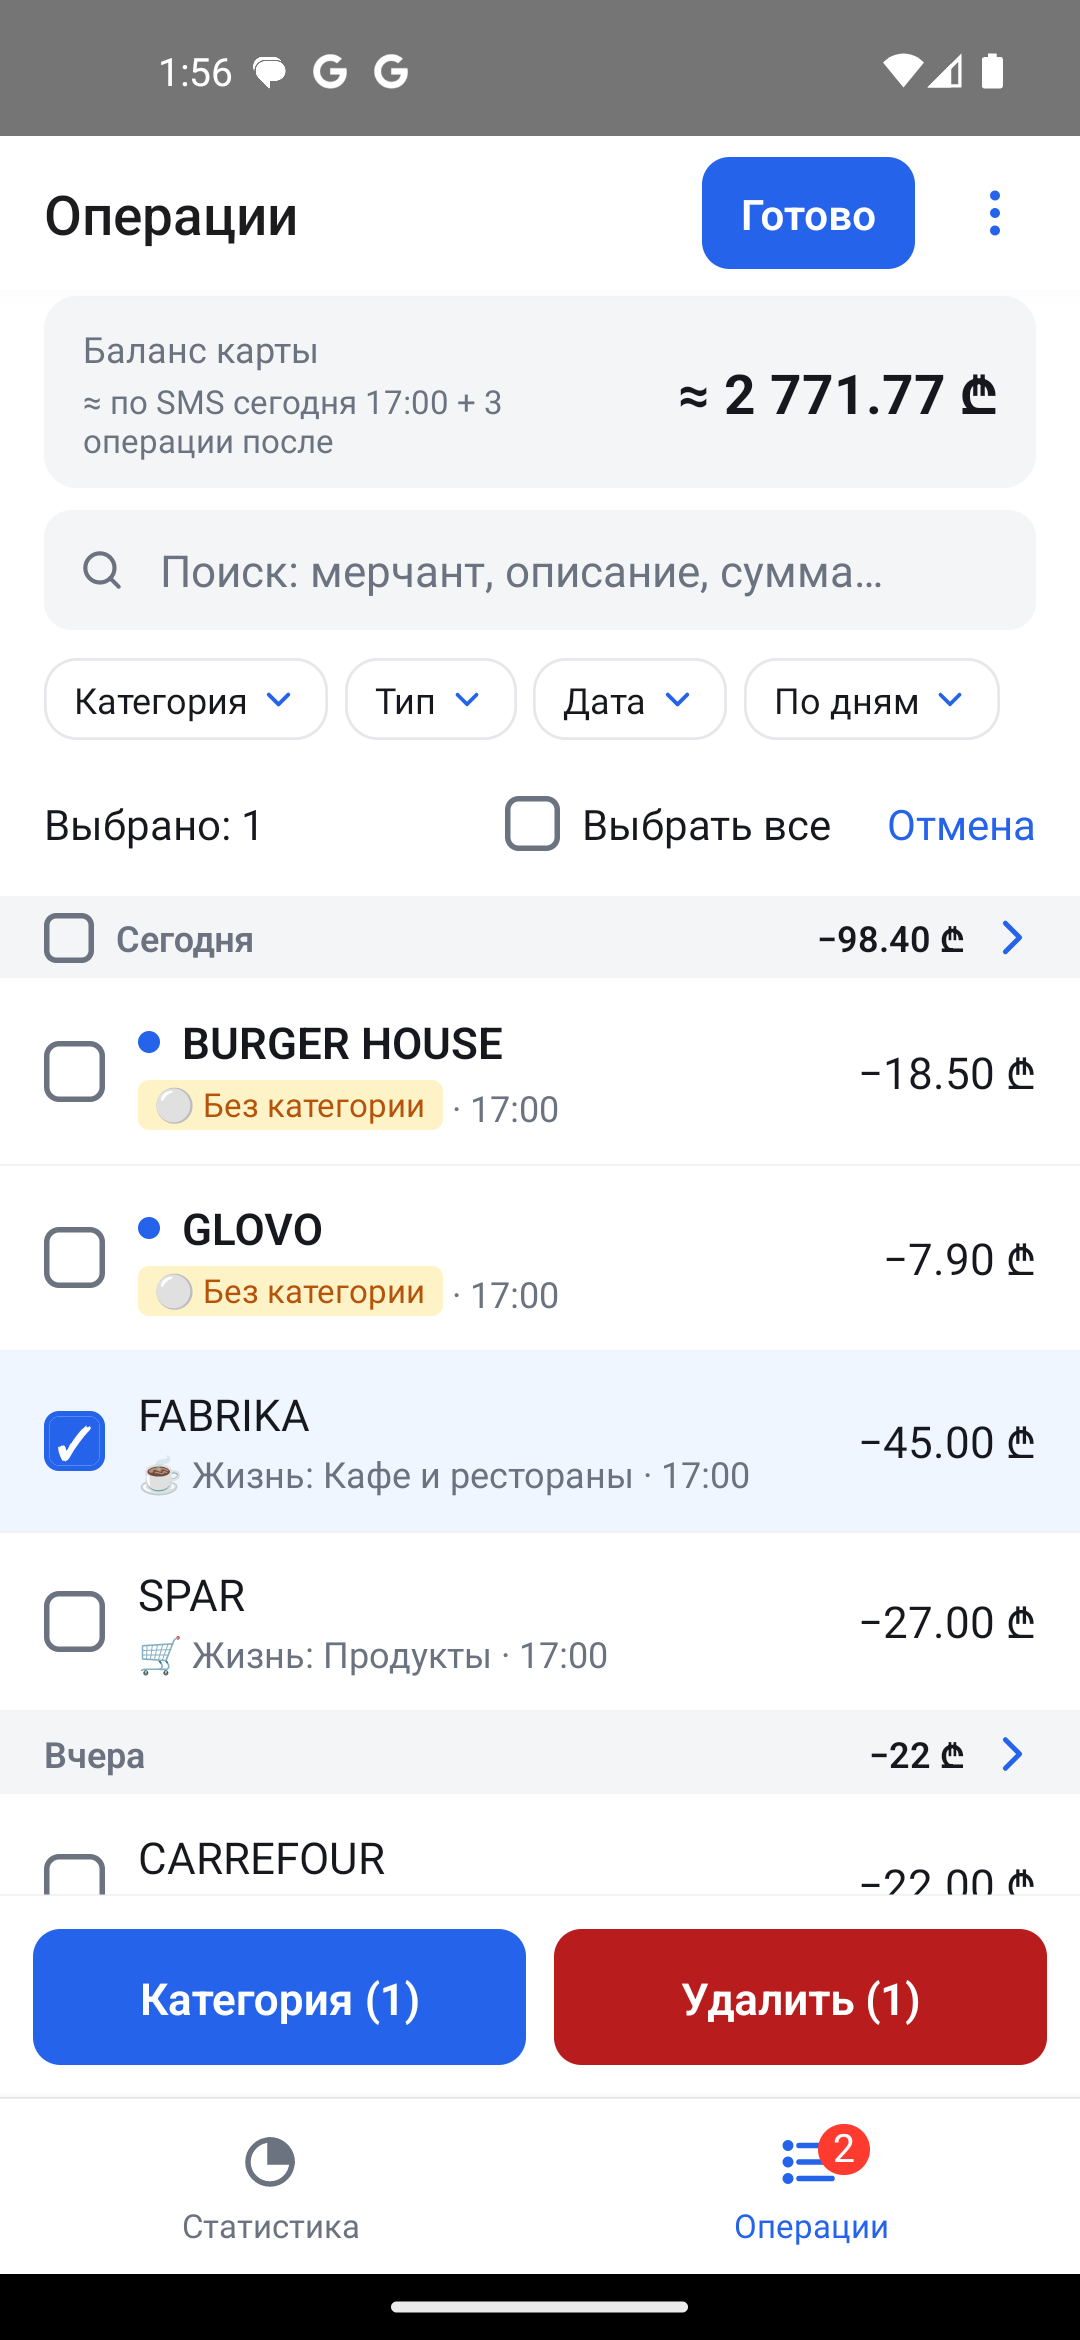 1:56
Операции
Готово
Баланс карты
≈ по SMS сегодня 17:00 + 3
операции после
≈ 2 771.77 ₾
Поиск: мерчант, описание, сумма…
Категория
Тип
Дата
По дням
Выбрано: 1
Выбрать все
Отмена
Сегодня
−98.40 ₾
BURGER HOUSE
−18.50 ₾
Без категории · 17:00
GLOVO
−7.90 ₾
Без категории · 17:00
FABRIKA
−45.00 ₾
Жизнь: Кафе и рестораны · 17:00
SPAR
−27.00 ₾
Жизнь: Продукты · 17:00
Вчера
−22 ₾
CARREFOUR
−22.00 ₾
Категория (1)
Удалить (1)
2
Статистика
Операции